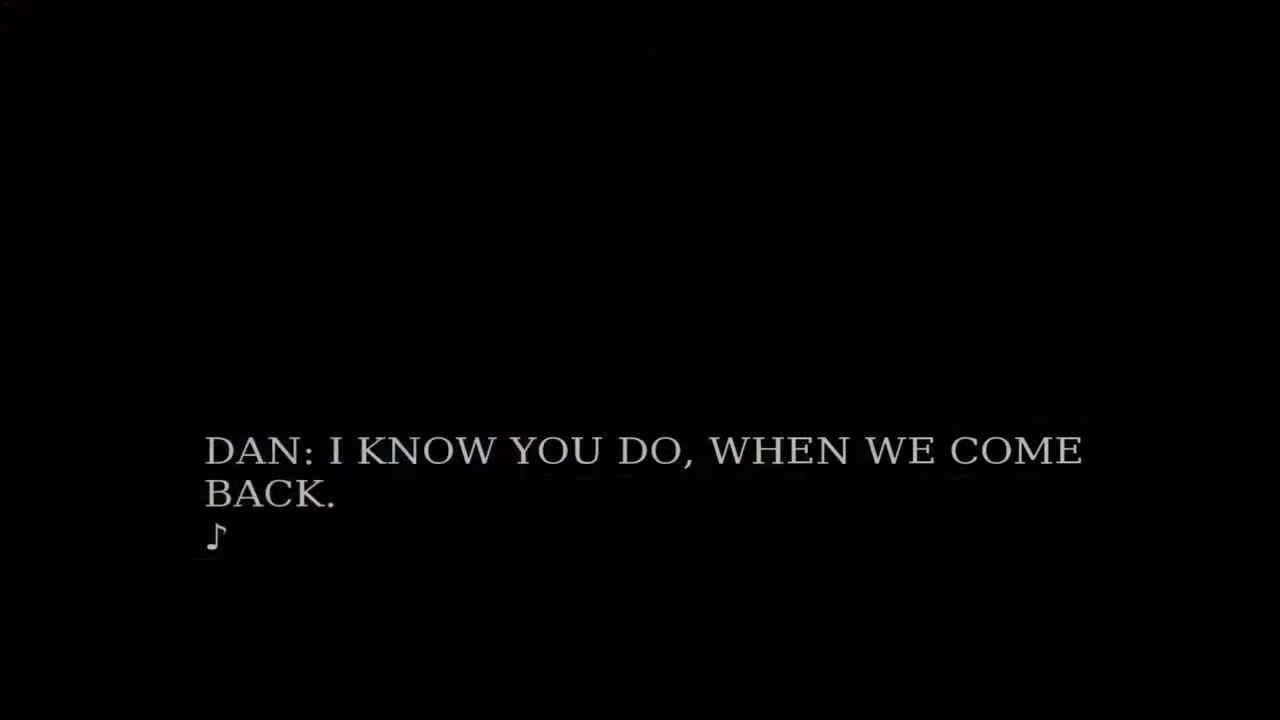 DAN: I KNOW YOU DO, WHEN WE COME
BACK.
♪